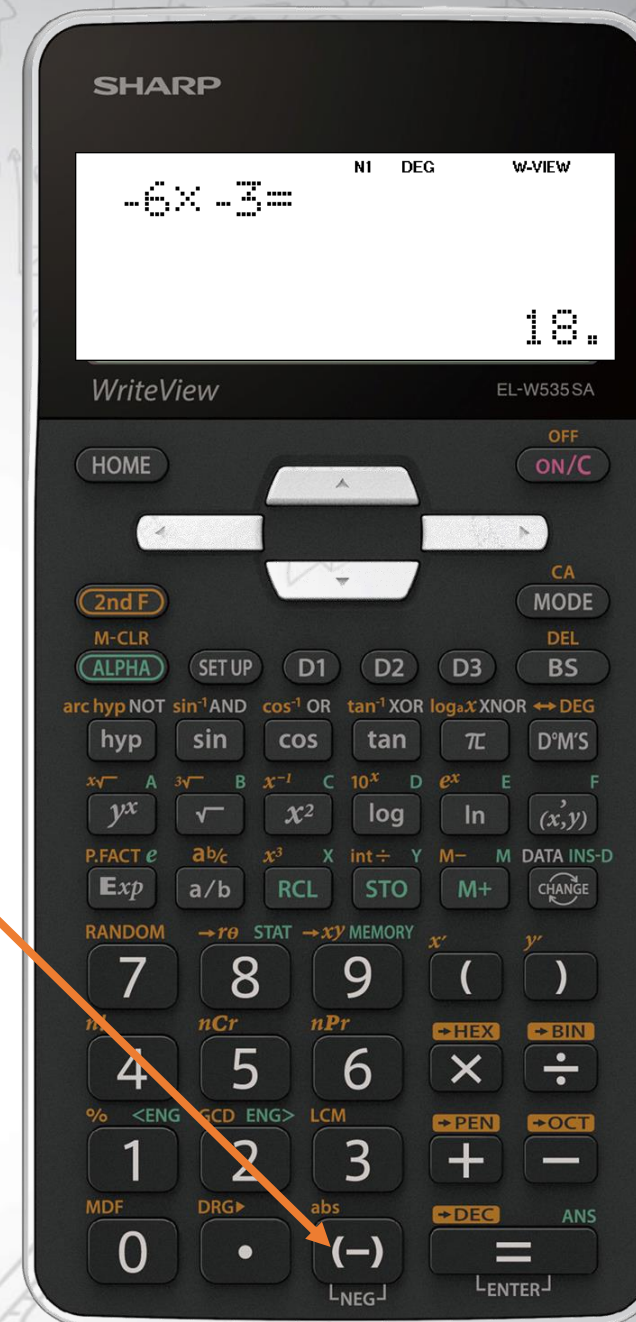 SHARP
N1 DEG W-VIEW
-6× -3=
18.
WriteView EL-W535SA
OFF
HOME ON/C
CA
2nd F MODE
M-CLR DEL
ALPHA SET UP D1 D2 D3 BS
arc hyp NOT sin⁻¹ AND cos⁻¹ OR tan⁻¹ XOR logₐx XNOR ↔DEG
hyp sin cos tan π D°M'S
ˣ√ A ³√ B x⁻¹ C 10ˣ D eˣ E F
yˣ √ x² log ln (x,y)
P.FACT e ab/c x³ X int÷ Y M− M DATA INS-D
Exp a/b RCL STO M+ CHANGE
RANDOM →rθ STAT →xy MEMORY x′ y′
7 8 9 ( )
n! nCr nPr →HEX →BIN
4 5 6 × ÷
% <ENG GCD ENG> LCM →PEN →OCT
1 2 3 + −
MDF DRG▶ abs →DEC ANS
0 • (−) =
NEG ENTER